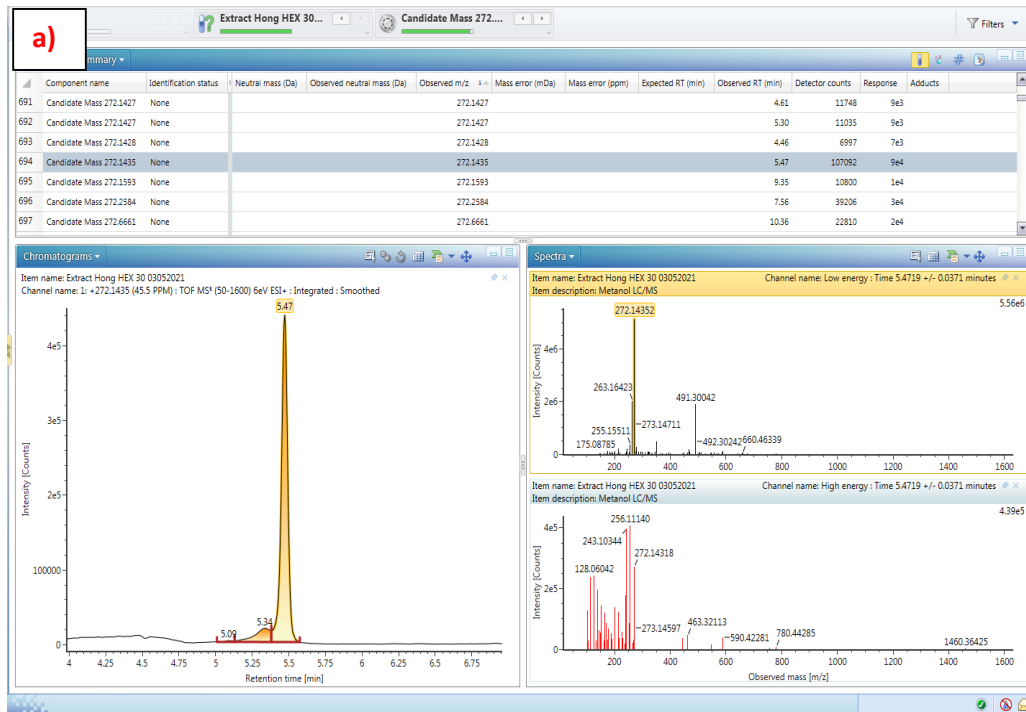 a)
Extract Hong HEX 30...
Candidate Mass 272....
Filters
mmary
Component name Identification status Neutral mass (Da) Observed neutral mass (Da) Observed m/z Mass error (mDa) Mass error (ppm) Expected RT (min) Observed RT (min) Detector counts Response Adducts
691 Candidate Mass 272.1427 None 272.1427 4.61 11748 9e3
692 Candidate Mass 272.1427 None 272.1427 5.30 11035 9e3
693 Candidate Mass 272.1428 None 272.1428 4.46 6997 7e3
694 Candidate Mass 272.1435 None 272.1435 5.47 107092 9e4
695 Candidate Mass 272.1593 None 272.1593 9.35 10800 1e4
696 Candidate Mass 272.2584 None 272.2584 7.56 39206 3e4
697 Candidate Mass 272.6661 None 272.6661 10.36 22810 2e4
Chromatograms
Item name: Extract Hong HEX 30 03052021
Channel name: 1: +272.1435 (45.5 PPM) : TOF MSᴱ (50-1600) 6eV ESI+ : Integrated : Smoothed
5.47
4e5
3e5
2e5
100000
0
5.09
5.34
4 4.25 4.5 4.75 5 5.25 5.5 5.75 6 6.25 6.5 6.75
Retention time [min]
Intensity [Counts]
Spectra
Item name: Extract Hong HEX 30 03052021 Channel name: Low energy : Time 5.4719 +/- 0.0371 minutes
Item description: Metanol LC/MS
5.56e6
272.14352
4e6
263.16423
491.30042
2e6
273.14711
255.15511
492.30242
660.46339
175.08785
0
200 400 600 800 1000 1200 1400 1600
Intensity [Counts]
Item name: Extract Hong HEX 30 03052021 Channel name: High energy : Time 5.4719 +/- 0.0371 minutes
Item description: Metanol LC/MS
4.39e5
256.11140
4e5
243.10344
272.14318
128.06042
2e5
273.14597
463.32113
590.42281
780.44285
1460.36425
0
200 400 600 800 1000 1200 1400 1600
Observed mass [m/z]
Intensity [Counts]